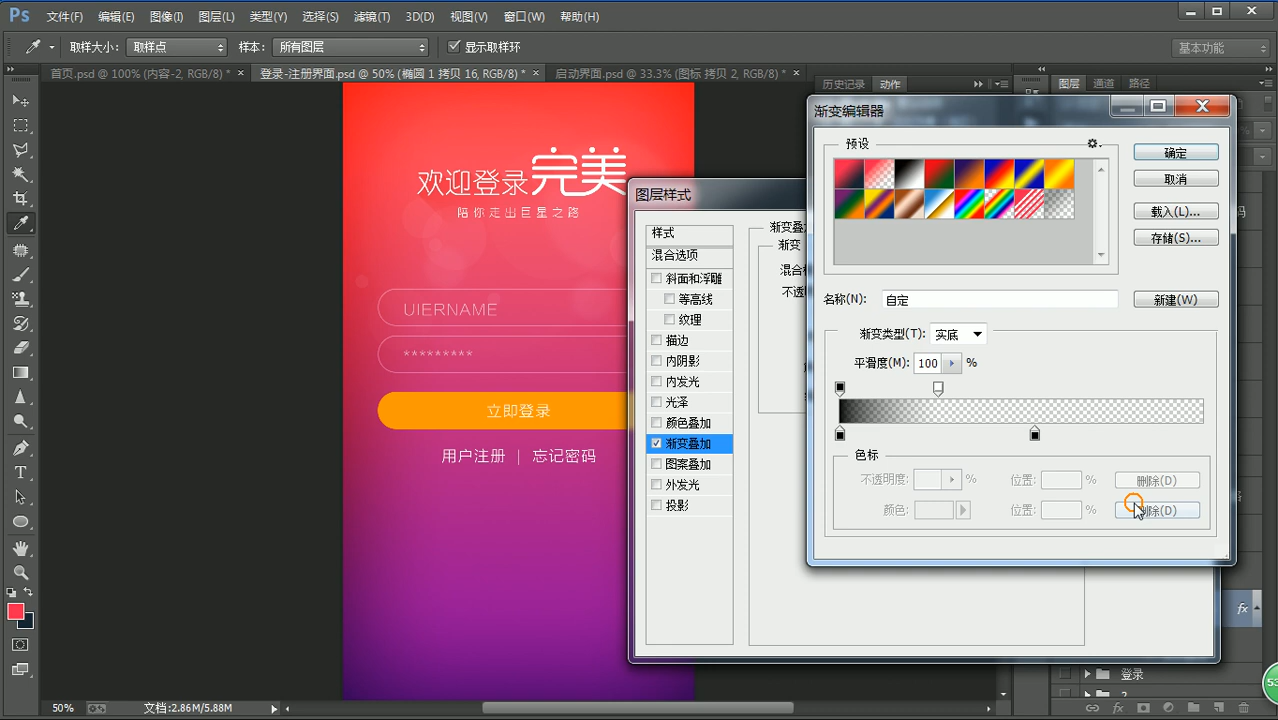 Ps 文件(F) 编辑(E) 图像(I) 图层(L) 类型(Y) 选择(S) 滤镜(T) 3D(D) 视图(V) 窗口(W) 帮助(H)
取样大小: 取样点 样本: 所有图层 显示取样环 基本功能
首页.psd @ 100% (内容-2, RGB/8) * × 登录-注册界面.psd @ 50% (椭圆 1 拷贝 16, RGB/8) * × 启动界面.psd @ 33.3% (图标 拷贝 2, RGB/8) * ×
历史记录 动作 图层 通道 路径
欢迎登录完美
陪你走出巨星之路
UIERNAME
*********
立即登录
用户注册 | 忘记密码
图层样式
样式
混合选项
斜面和浮雕
等高线
纹理
描边
内阴影
内发光
光泽
颜色叠加
渐变叠加
图案叠加
外发光
投影
渐变叠
渐变
混合
不透
渐变编辑器
预设
确定
取消
载入(L)...
存储(S)...
名称(N): 自定 新建(W)
渐变类型(T): 实底
平滑度(M): 100 %
色标
不透明度: % 位置: % 删除(D)
颜色: 位置: % 删除(D)
fx
登录
2
53
50% 文档:2.86M/5.88M
fx